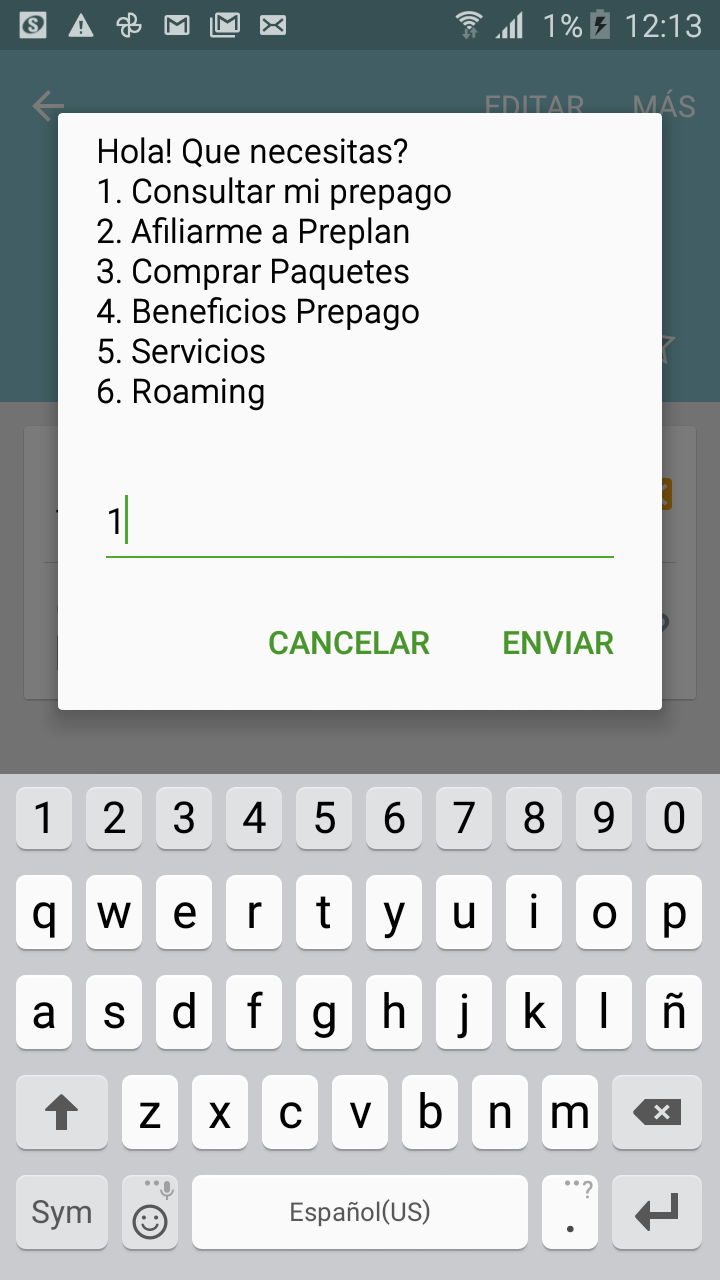 1% 12:13
EDITAR MÁS
Hola! Que necesitas?
1. Consultar mi prepago
2. Afiliarme a Preplan
3. Comprar Paquetes
4. Beneficios Prepago
5. Servicios
6. Roaming
1
CANCELAR ENVIAR
1 2 3 4 5 6 7 8 9 0
q w e r t y u i o p
a s d f g h j k l ñ
z x c v b n m
Sym Español(US) . ?